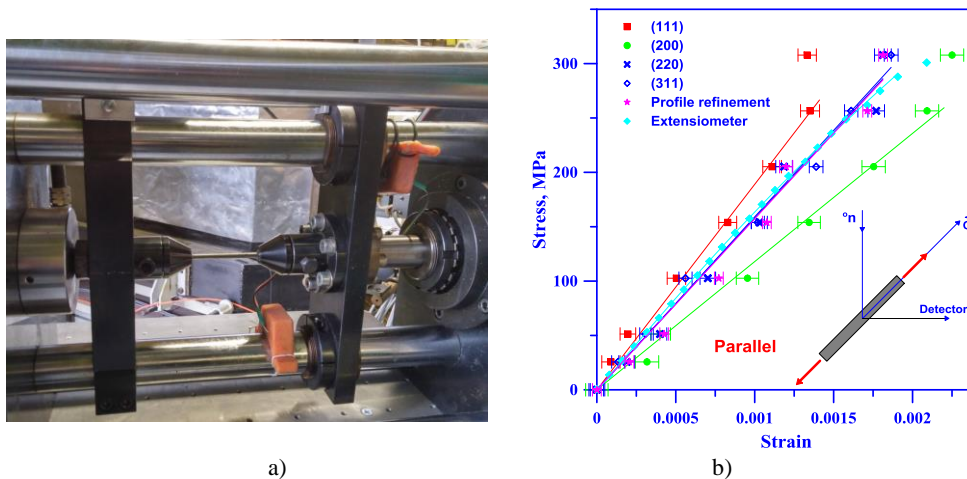 (111)
(200)
(220)
(311)
Profile refinement
Extensiometer
Stress, MPa
300
200
100
0
0 0.0005 0.001 0.0015 0.002
Strain
Parallel
°n
Detector
a)
b)